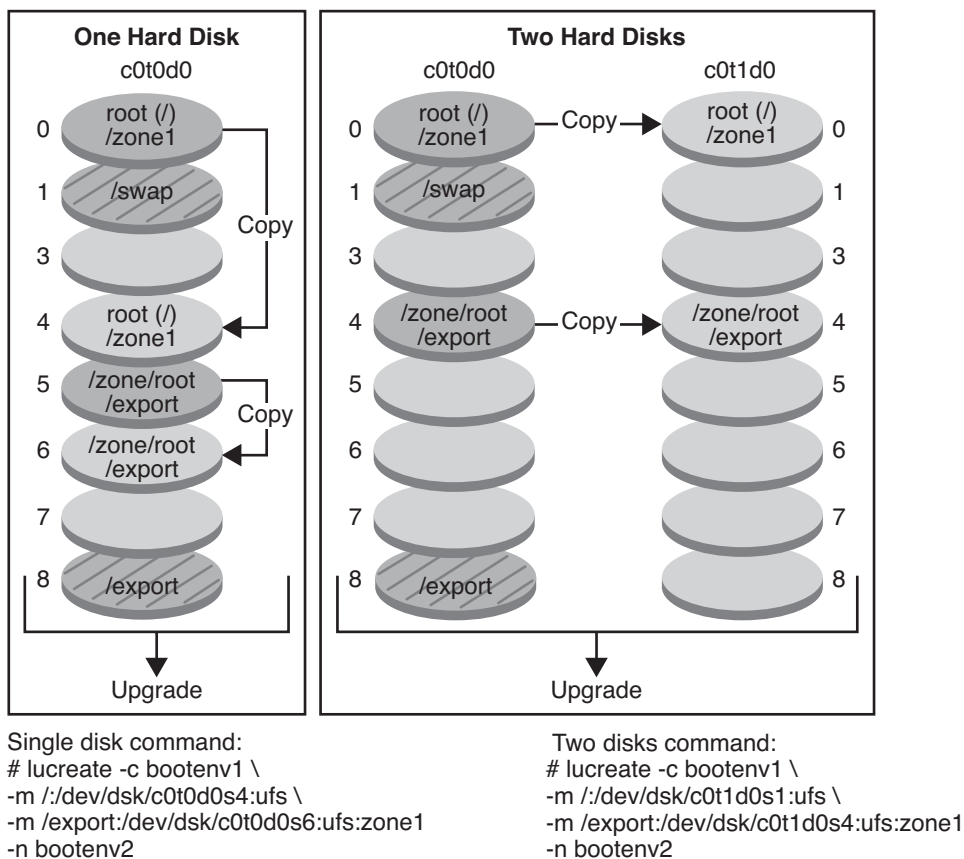 One Hard Disk
c0t0d0
0
root (/)
/zone1
1
/swap
Copy
3
4
root (/)
/zone1
5
/zone/root
/export
Copy
6
/zone/root
/export
7
8
/export
Upgrade
Two Hard Disks
c0t0d0
c0t1d0
0
root (/)
/zone1
Copy
root (/)
/zone1
0
1
/swap
1
3
3
4
/zone/root
/export
Copy
/zone/root
/export
4
5
5
6
6
7
7
8
/export
8
Upgrade
Single disk command:
# lucreate -c bootenv1 \
-m /:/dev/dsk/c0t0d0s4:ufs \
-m /export:/dev/dsk/c0t0d0s6:ufs:zone1
-n bootenv2
Two disks command:
# lucreate -c bootenv1 \
-m /:/dev/dsk/c0t1d0s1:ufs \
-m /export:/dev/dsk/c0t1d0s4:ufs:zone1
-n bootenv2